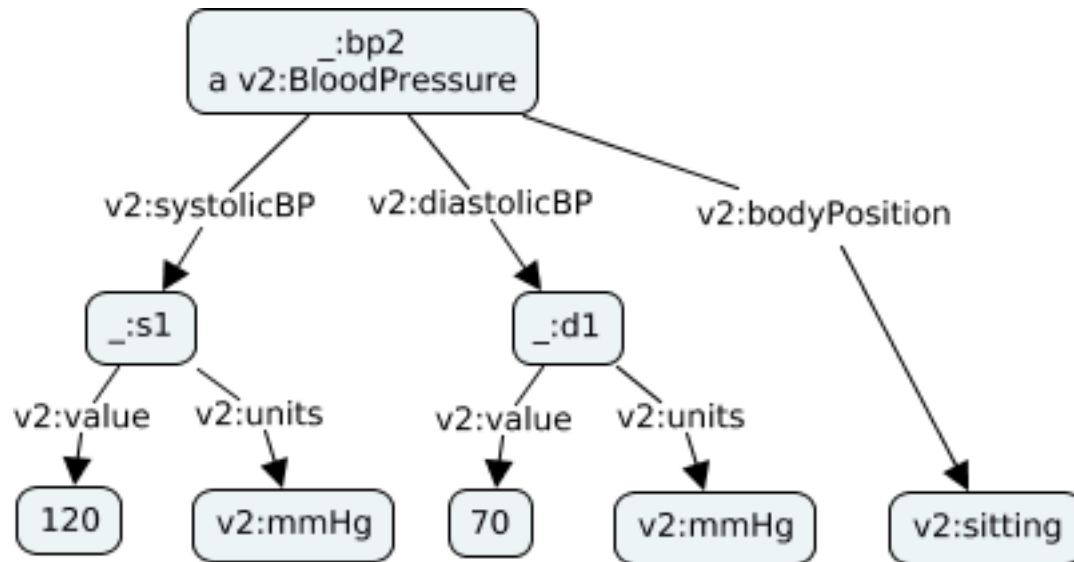 _:bp2
a v2:BloodPressure
v2:systolicBP
v2:diastolicBP
v2:bodyPosition
_:s1
_:d1
v2:value
v2:units
v2:value
v2:units
120
v2:mmHg
70
v2:mmHg
v2:sitting